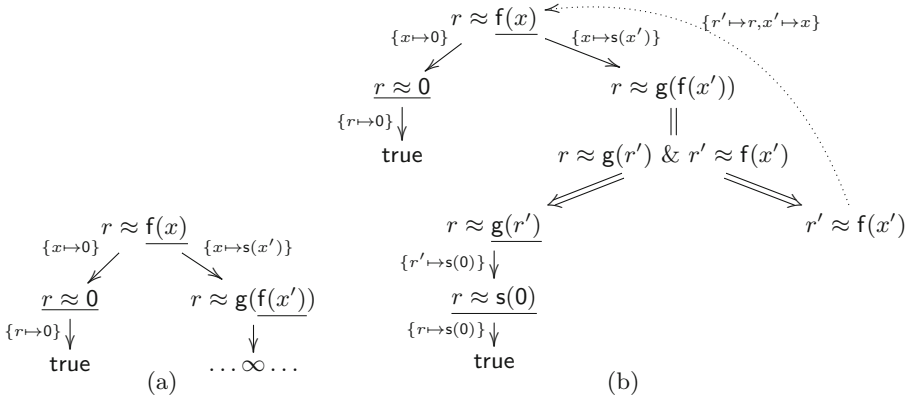 r ≈ f(x)
{r′↦r,x′↦x}
{x↦0} {x↦s(x′)}
r ≈ 0 r ≈ g(f(x′))
{r↦0}
true
r ≈ g(r′) & r′ ≈ f(x′)
r ≈ g(r′) r′ ≈ f(x′)
{r′↦s(0)}
r ≈ s(0)
{r↦s(0)}
true
(b)
r ≈ f(x)
{x↦0} {x↦s(x′)}
r ≈ 0 r ≈ g(f(x′))
{r↦0}
true ...∞...
(a)